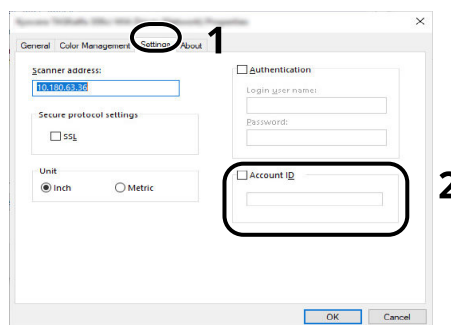 Properties
General Color Management Settings About
1
Scanner address:
10.180.63.36
Secure protocol settings
SSL
Unit
Inch Metric
Authentication
Login user name:
Password:
Account ID
2
OK Cancel